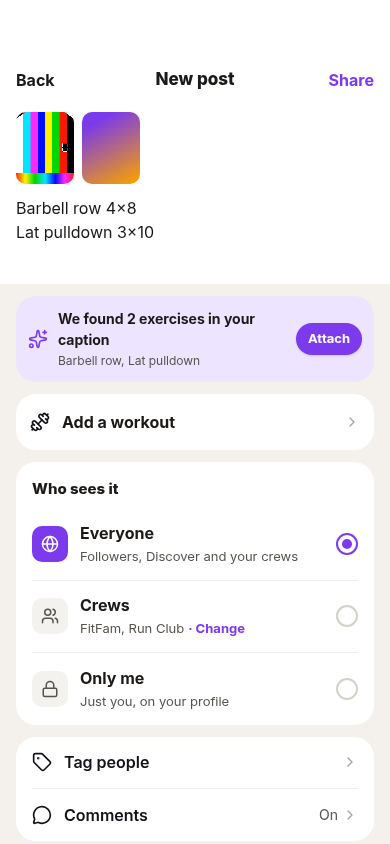 Back
New post
Share
Barbell row 4×8
Lat pulldown 3×10
We found 2 exercises in your
caption
Barbell row, Lat pulldown
Attach
Add a workout
Who sees it
Everyone
Followers, Discover and your crews
Crews
FitFam, Run Club · Change
Only me
Just you, on your profile
Tag people
Comments
On